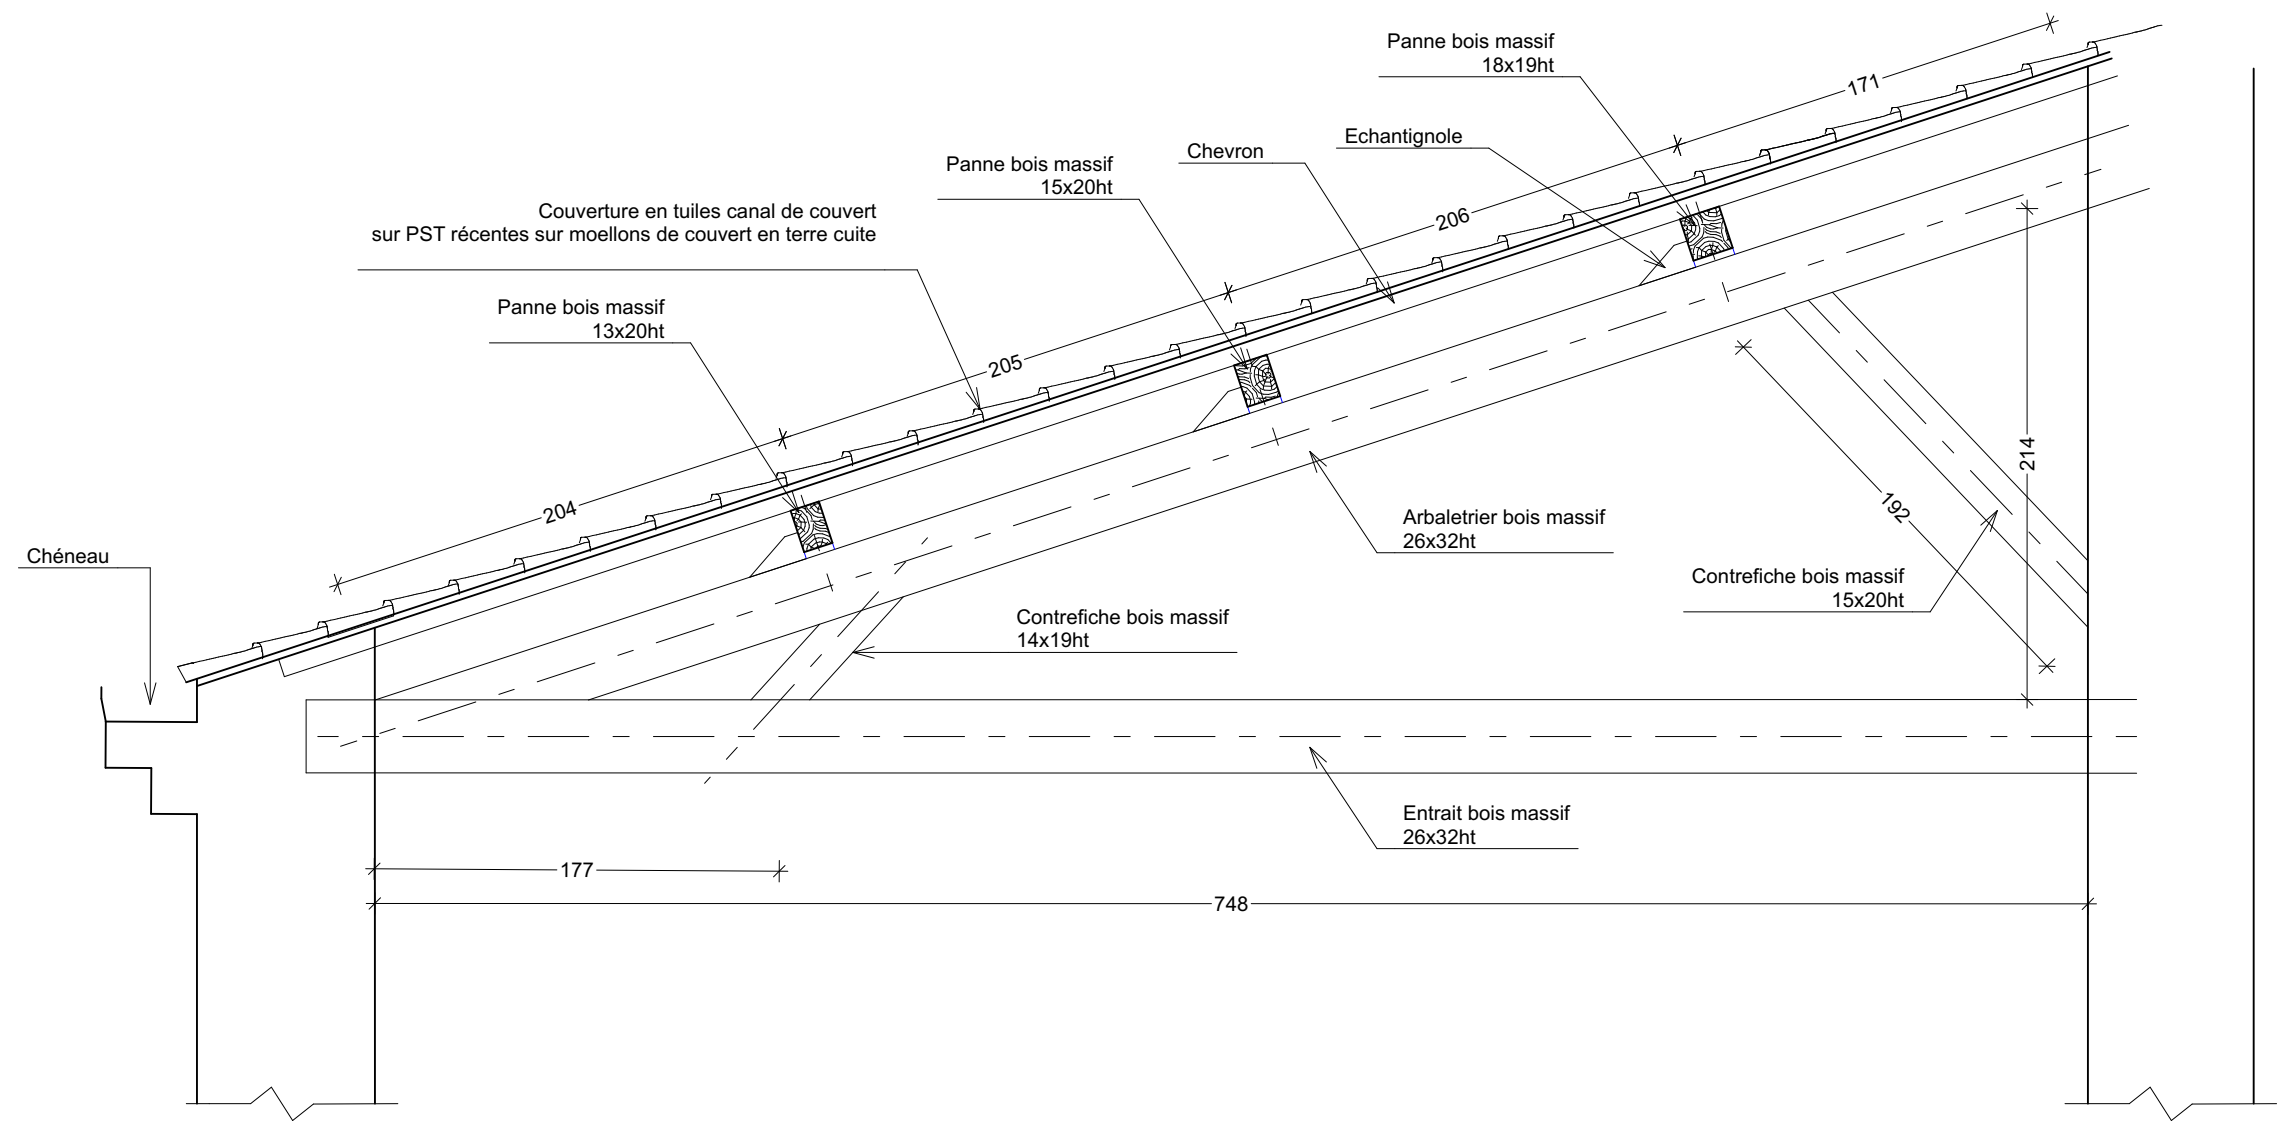 Panne bois massif
18x19ht
171
Echantignole
Chevron
Panne bois massif
15x20ht
206
Couverture en tuiles canal de couvert
sur PST récentes sur moellons de couvert en terre cuite
Panne bois massif
13x20ht
205
214
204
192
Arbaletrier bois massif
26x32ht
Chéneau
Contrefiche bois massif
15x20ht
Contrefiche bois massif
14x19ht
Entrait bois massif
26x32ht
177
748